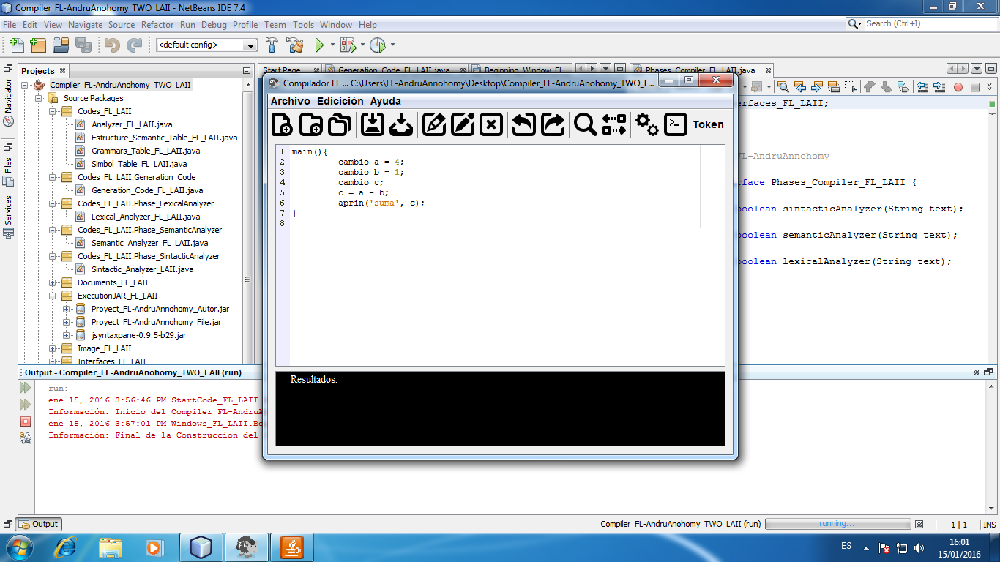 Compiler_FL-AndruAnohomy_TWO_LAII - NetBeans IDE 7.4
File Edit View Navigate Source Refactor Run Debug Profile Team Tools Window Help
Search (Ctrl+I)
<default config>
Projects
Start Page
Generation_Code_FL_LAII.java
Beginning_Window_FL_
Phases_Compiler_FL_LAII.java
Navigator
Files
Services
Compiler_FL-AndruAnohomy_TWO_LAII
Source Packages
Codes_FL_LAII
Analyzer_FL_LAII.java
Estructure_Semantic_Table_FL_LAII.java
Grammars_Table_FL_LAII.java
Simbol_Table_FL_LAII.java
Codes_FL_LAII.Generation_Code
Generation_Code_FL_LAII.java
Codes_FL_LAII.Phase_LexicalAnalyzer
Lexical_Analyzer_FL_LAII.java
Codes_FL_LAII.Phase_SemanticAnalyzer
Semantic_Analyzer_FL_LAII.java
Codes_FL_LAII.Phase_SintacticAnalyzer
Sintactic_Analyzer_LAII.java
Documents_FL_LAII
ExecutionJAR_FL_LAII
Proyect_FL-AndruAnnohomy_Autor.jar
Proyect_FL-AndruAnnohomy_File.jar
jsyntaxpane-0.9.5-b29.jar
Image_FL_LAII
Interfaces_FL_LAII
Compilador FL ... C:\Users\FL-AndruAnnohomy\Desktop\Compiler_FL-AndruAnohomy_TWO_L...
Archivo Edicición Ayuda
Token
1 main(){
2 cambio a = 4;
3 cambio b = 1;
4 cambio c;
5 c = a - b;
6 aprin('suma', c);
7 }
8
Resultados:
erfaces_FL_LAII;
FL-AndruAnnohomy
rface Phases_Compiler_FL_LAII {
boolean sintacticAnalyzer(String text);
boolean semanticAnalyzer(String text);
boolean lexicalAnalyzer(String text);
Output - Compiler_FL-AndruAnohomy_TWO_LAII (run)
run:
ene 15, 2016 3:56:46 PM StartCode_FL_LAII.
Información: Inicio del Compiler FL-AndruA
ene 15, 2016 3:57:01 PM Windows_FL_LAII.Be
Información: Final de la Construccion del
Output
Compiler_FL-AndruAnohomy_TWO_LAII (run)
running...
1 | 1
INS
ES
16:01
15/01/2016